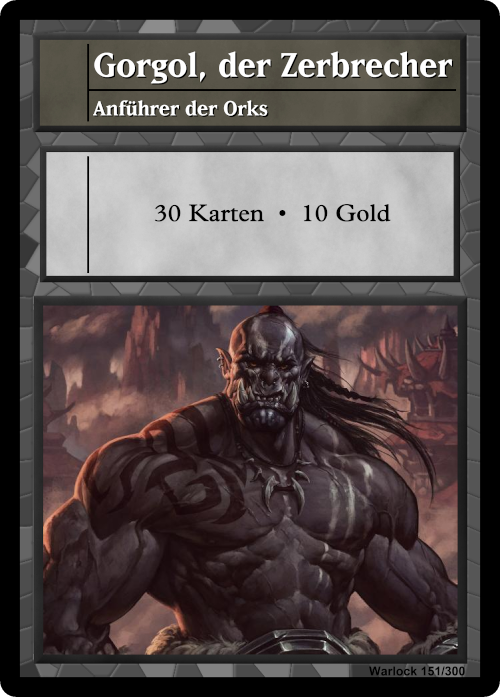 Gorgol, der Zerbrecher
Anführer der Orks
30 Karten • 10 Gold
Warlock 151/300